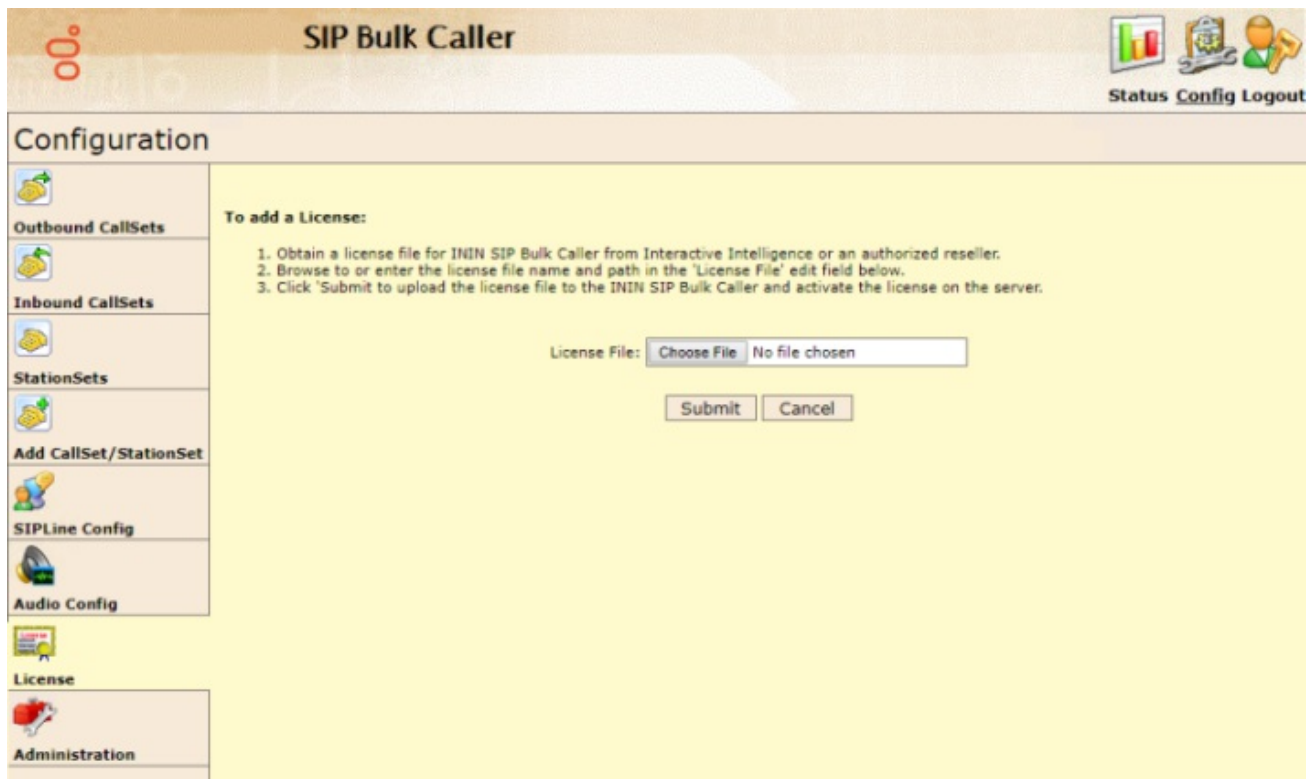 SIP Bulk Caller
Status Config Logout
Configuration
Outbound CallSets
Inbound CallSets
StationSets
Add CallSet/StationSet
SIPLine Config
Audio Config
License
Administration
To add a License:
1. Obtain a license file for ININ SIP Bulk Caller from Interactive Intelligence or an authorized reseller.
2. Browse to or enter the license file name and path in the 'License File' edit field below.
3. Click 'Submit to upload the license file to the ININ SIP Bulk Caller and activate the license on the server.
License File: Choose File No file chosen
Submit Cancel